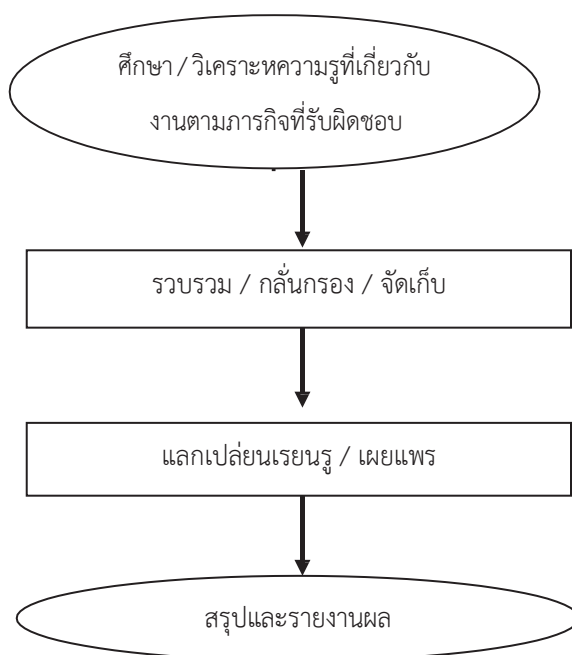 ศึกษา / วิเคราะหความรูที่เกี่ยวกับ
งานตามภารกิจที่รับผิดชอบ
รวบรวม / กลั่นกรอง / จัดเก็บ
แลกเปล่ยนเรยนรู / เผยแพร
สรุปและรายงานผล